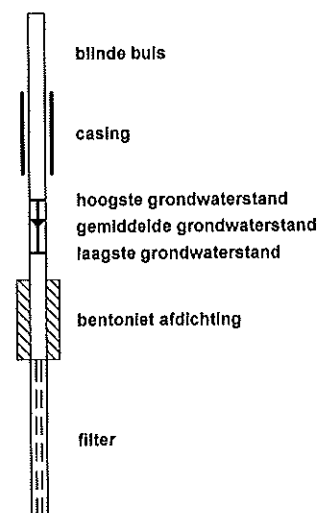 blinde buis
casing
hoogste grondwaterstand
gemiddelde grondwaterstand
laagste grondwaterstand
bentoniet afdichting
filter